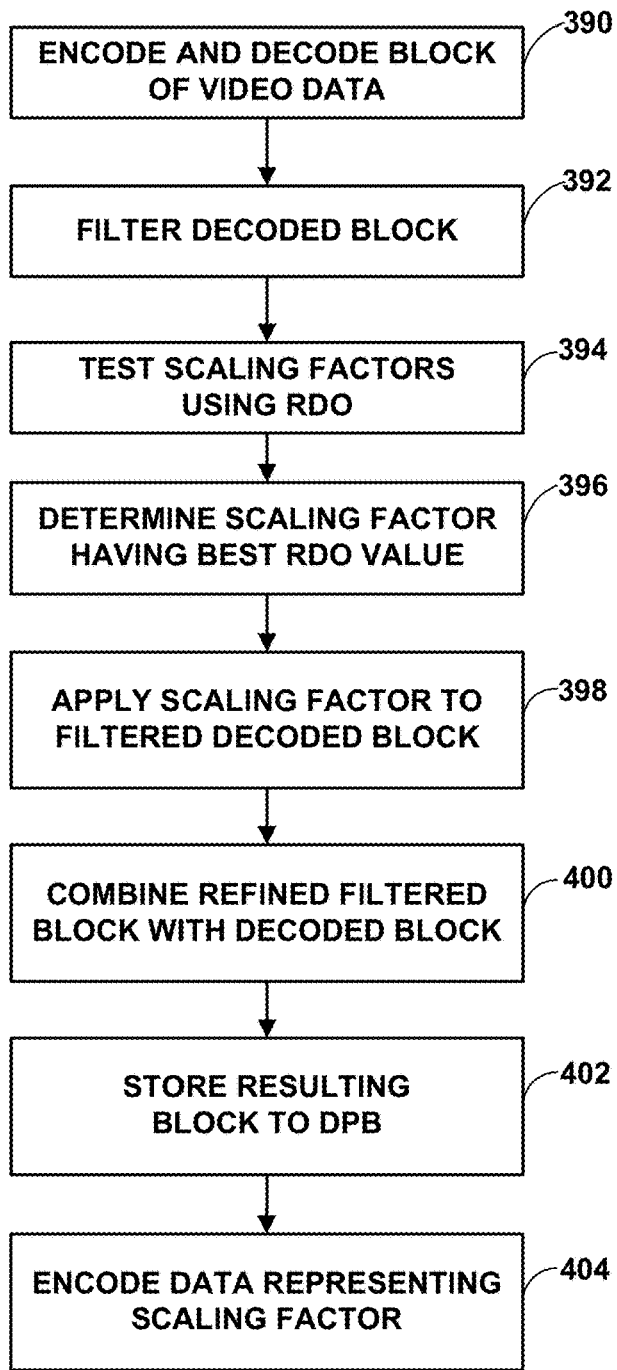 390
ENCODE AND DECODE BLOCK
OF VIDEO DATA
392
FILTER DECODED BLOCK
394
TEST SCALING FACTORS
USING RDO
396
DETERMINE SCALING FACTOR
HAVING BEST RDO VALUE
398
APPLY SCALING FACTOR TO
FILTERED DECODED BLOCK
400
COMBINE REFINED FILTERED
BLOCK WITH DECODED BLOCK
402
STORE RESULTING
BLOCK TO DPB
404
ENCODE DATA REPRESENTING
SCALING FACTOR